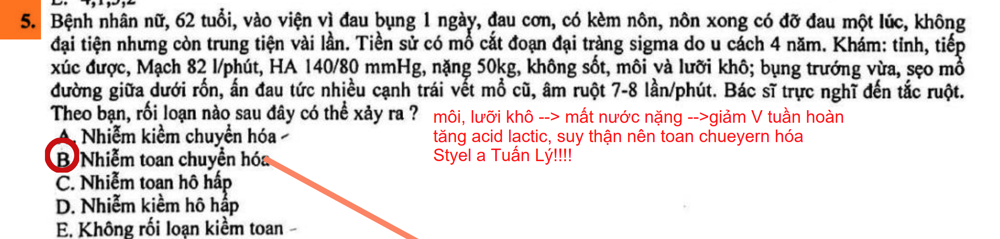 5. Bệnh nhân nữ, 62 tuổi, vào viện vì đau bụng 1 ngày, đau cơn, có kèm nôn, nôn xong có đỡ đau một lúc, không
đại tiện nhưng còn trung tiện vài lần. Tiền sử có mổ cắt đoạn đại tràng sigma do u cách 4 năm. Khám: tỉnh, tiếp
xúc được, Mạch 82 l/phút, HA 140/80 mmHg, nặng 50kg, không sốt, môi và lưỡi khô; bụng trướng vừa, sẹo mổ
đường giữa dưới rốn, ấn đau tức nhiều cạnh trái vết mổ cũ, âm ruột 7-8 lần/phút. Bác sĩ trực nghĩ đến tắc ruột.
Theo bạn, rối loạn nào sau đây có thể xảy ra ?
môi, lưỡi khô --> mất nước nặng -->giảm V tuần hoàn
tăng acid lactic, suy thận nên toan chueyern hóa
Styel a Tuấn Lý!!!!
A. Nhiễm kiềm chuyển hóa
B Nhiễm toan chuyển hóa
C. Nhiễm toan hô hấp
D. Nhiễm kiềm hô hấp
E. Không rối loạn kiềm toan